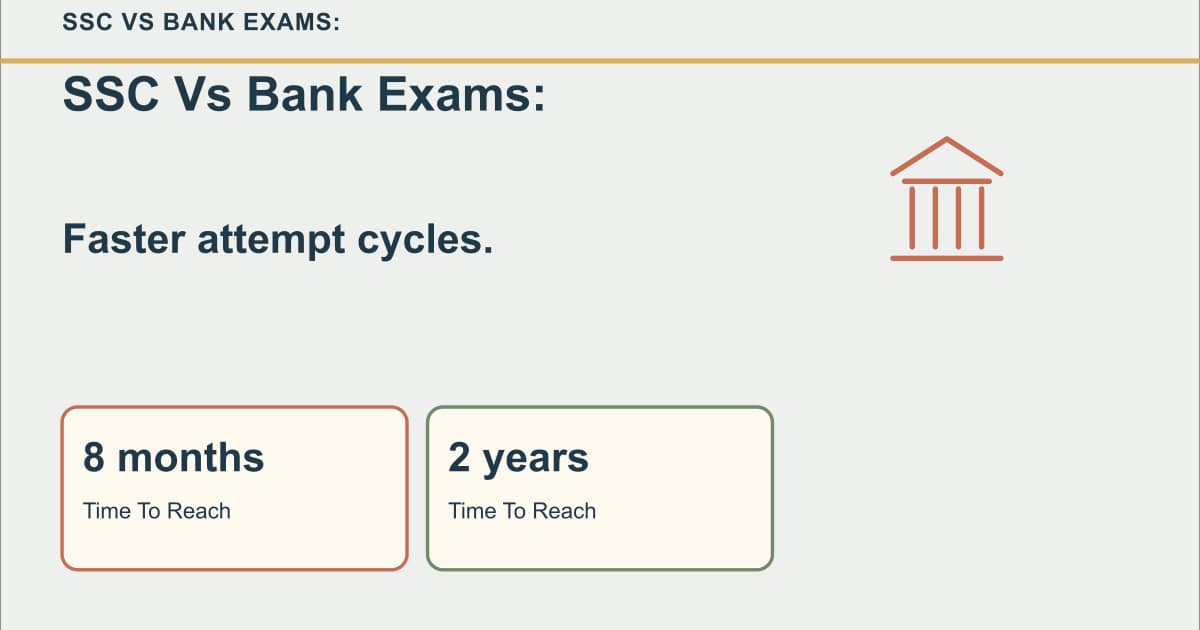 SSC VS BANK EXAMS:
SSC Vs Bank Exams:
Faster attempt cycles.
8 months
Time To Reach
2 years
Time To Reach